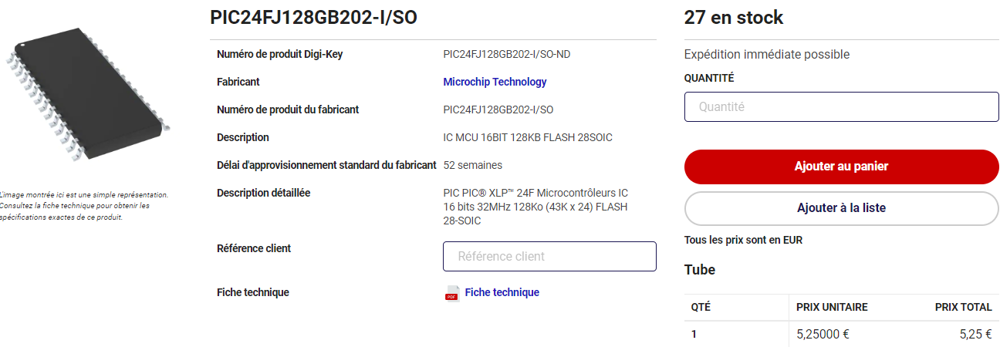 PIC24FJ128GB202-I/SO
Numéro de produit Digi-Key PIC24FJ128GB202-I/SO-ND
Fabricant Microchip Technology
Numéro de produit du fabricant PIC24FJ128GB202-I/SO
Description IC MCU 16BIT 128KB FLASH 28SOIC
Délai d'approvisionnement standard du fabricant 52 semaines
Description détaillée PIC PIC® XLP™ 24F Microcontrôleurs IC
16 bits 32MHz 128Ko (43K x 24) FLASH
28-SOIC
Référence client Référence client
Fiche technique PDF Fiche technique
L'image montrée ici est une simple représentation.
Consultez la fiche technique pour obtenir les
spécifications exactes de ce produit.
27 en stock
Expédition immédiate possible
QUANTITÉ
Quantité
Ajouter au panier
Ajouter à la liste
Tous les prix sont en EUR
Tube
QTÉ PRIX UNITAIRE PRIX TOTAL
1 5,25000 € 5,25 €